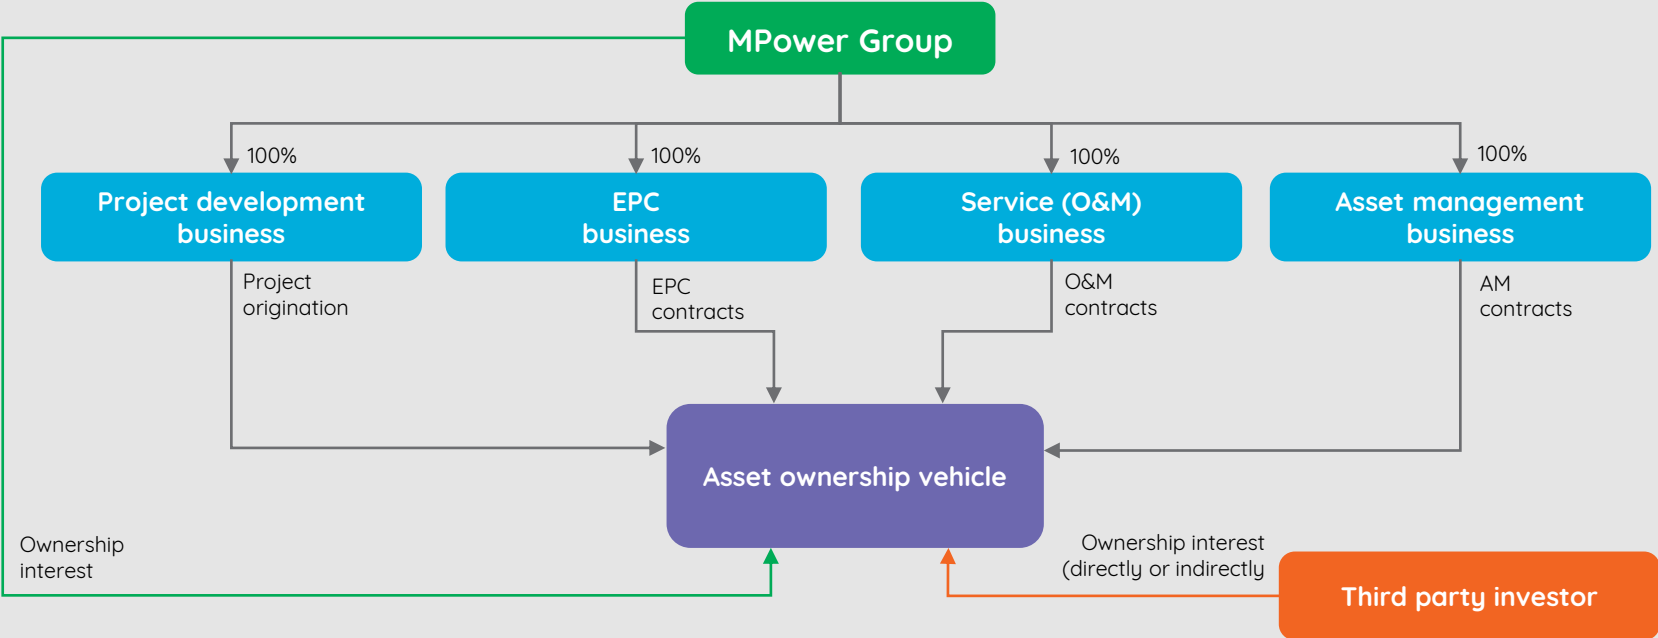 MPower Group
100%
100%
100%
100%
Project development
business
EPC
business
Service (O&M)
business
Asset management
business
Project
origination
EPC
contracts
O&M
contracts
AM
contracts
Asset ownership vehicle
Ownership
interest
Ownership interest
(directly or indirectly
Third party investor